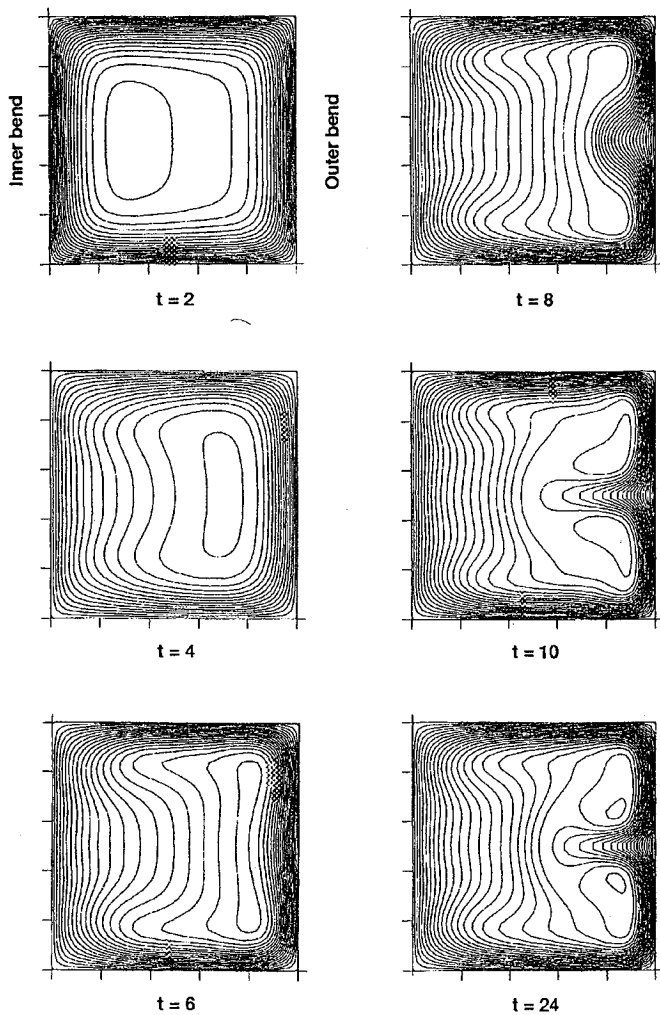 Inner bend
Outer bend
t = 2
t = 8
t = 4
t = 10
t = 6
t = 24